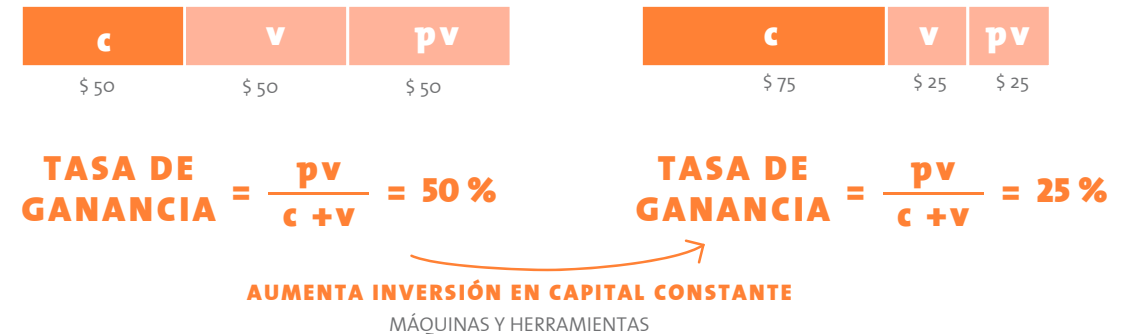 c v pv
$ 50 $ 50 $ 50
c v pv
$ 75 $ 25 $ 25
TASA DE
GANANCIA = pv
c + v = 50 %
TASA DE
GANANCIA = pv
c + v = 25 %
AUMENTA INVERSIÓN EN CAPITAL CONSTANTE
MÁQUINAS Y HERRAMIENTAS